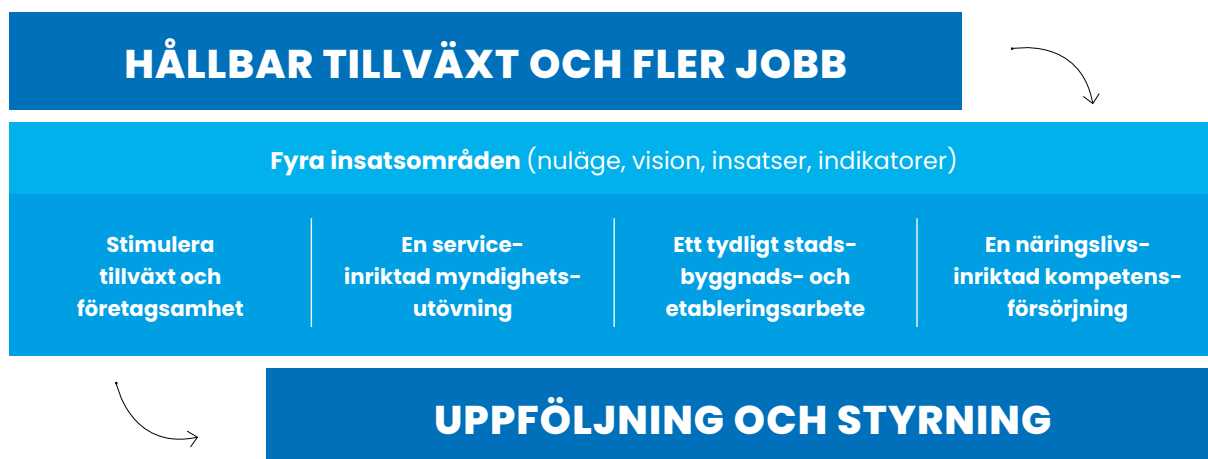 HÅLLBAR TILLVÄXT OCH FLER JOBB
Fyra insatsområden (nuläge, vision, insatser, indikatorer)
Stimulera
tillväxt och
företagsamhet
En service-
inriktad myndighets-
utövning
Ett tydligt stads-
byggnads- och
etableringsarbete
En näringslivs-
inriktad kompetens-
försörjning
UPPFÖLJNING OCH STYRNING